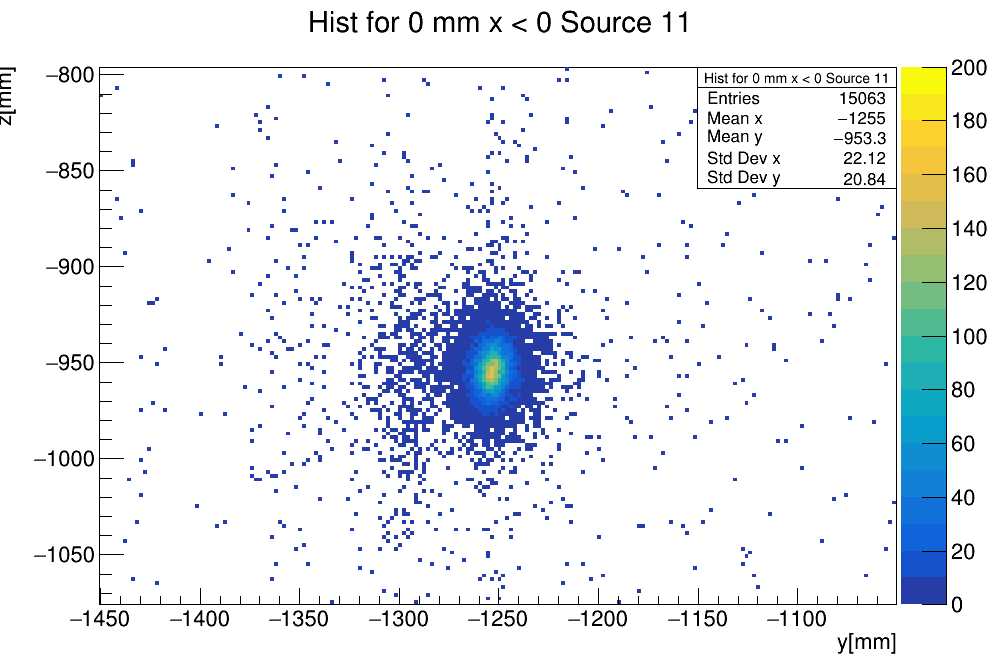 Hist for 0 mm x < 0 Source 11
z[mm]
−800
−850
−900
−950
−1000
−1050
Hist for 0 mm x < 0 Source 11
Entries 15063
Mean x −1255
Mean y −953.3
Std Dev x 22.12
Std Dev y 20.84
200
180
160
140
120
100
80
60
40
20
0
−1450 −1400 −1350 −1300 −1250 −1200 −1150 −1100
y[mm]